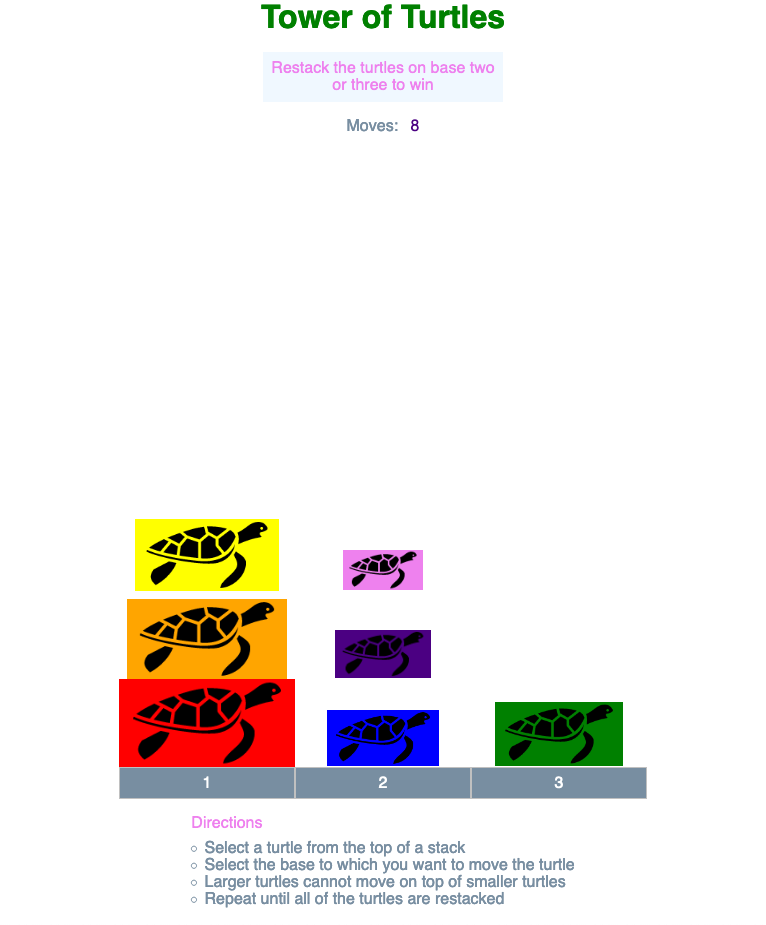 Tower of Turtles
Restack the turtles on base two
or three to win
Moves: 8
1 2 3
Directions
Select a turtle from the top of a stack
Select the base to which you want to move the turtle
Larger turtles cannot move on top of smaller turtles
Repeat until all of the turtles are restacked